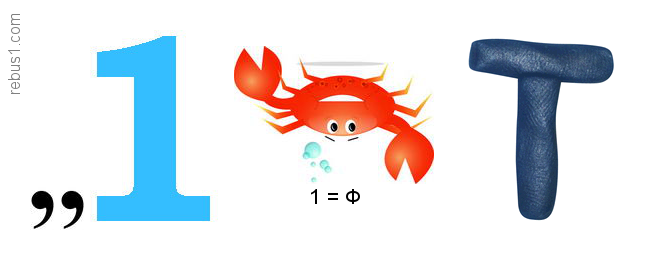 rebus1.com
,, 1 T
1 = Ф